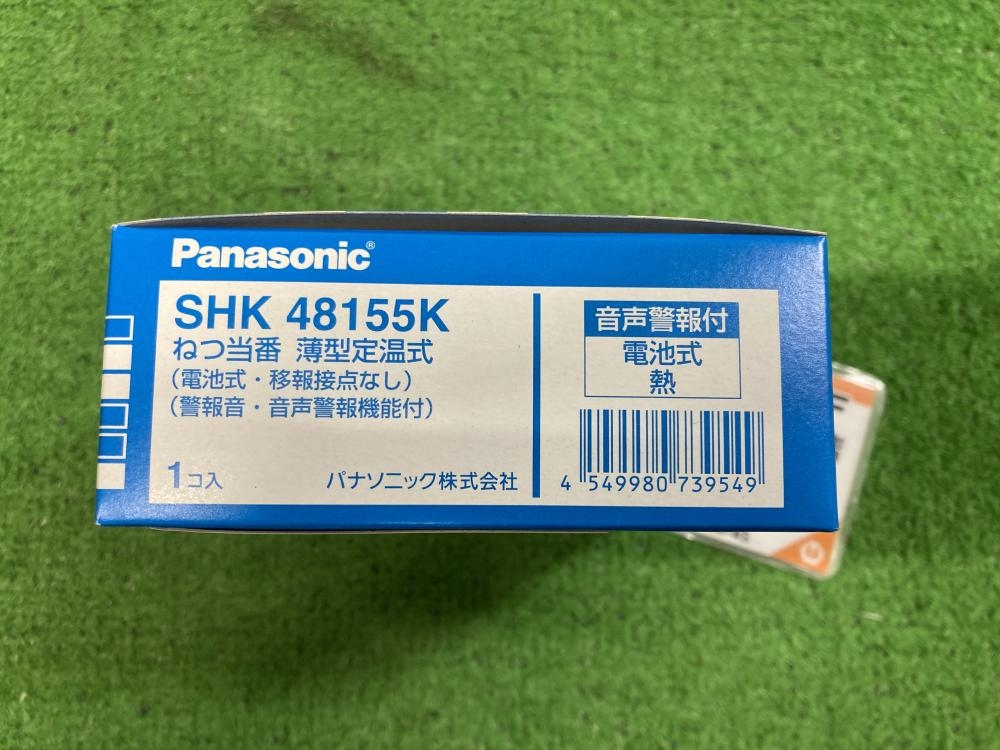 Panasonic®
SHK 48155K
ねつ当番 薄型定温式
（電池式・移報接点なし）
（警報音・音声警報機能付）
1コ入
パナソニック株式会社
音声警報付
電池式
熱
4 549980 739549